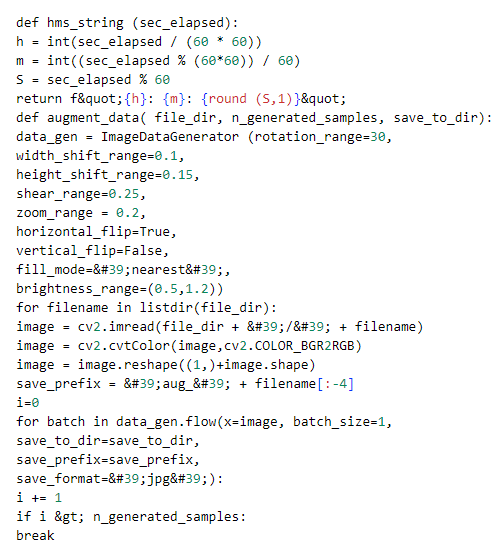 def hms_string (sec_elapsed):
h = int(sec_elapsed / (60 * 60))
m = int((sec_elapsed % (60*60)) / 60)
S = sec_elapsed % 60
return f&quot;{h}: {m}: {round (S,1)}&quot;
def augment_data( file_dir, n_generated_samples, save_to_dir):
data_gen = ImageDataGenerator (rotation_range=30,
width_shift_range=0.1,
height_shift_range=0.15,
shear_range=0.25,
zoom_range = 0.2,
horizontal_flip=True,
vertical_flip=False,
fill_mode=&#39;nearest&#39;,
brightness_range=(0.5,1.2))
for filename in listdir(file_dir):
image = cv2.imread(file_dir + &#39;/&#39; + filename)
image = cv2.cvtColor(image,cv2.COLOR_BGR2RGB)
image = image.reshape((1,)+image.shape)
save_prefix = &#39;aug_&#39; + filename[:-4]
i=0
for batch in data_gen.flow(x=image, batch_size=1,
save_to_dir=save_to_dir,
save_prefix=save_prefix,
save_format=&#39;jpg&#39;):
i += 1
if i &gt; n_generated_samples:
break